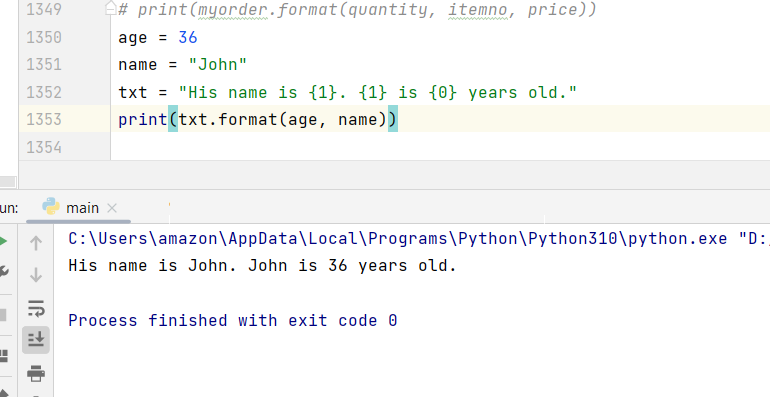 1349 # print(myorder.format(quantity, itemno, price))
1350 age = 36
1351 name = "John"
1352 txt = "His name is {1}. {1} is {0} years old."
1353 print(txt.format(age, name))
1354
un: main
C:\Users\amazon\AppData\Local\Programs\Python\Python310\python.exe "D:
His name is John. John is 36 years old.
Process finished with exit code 0